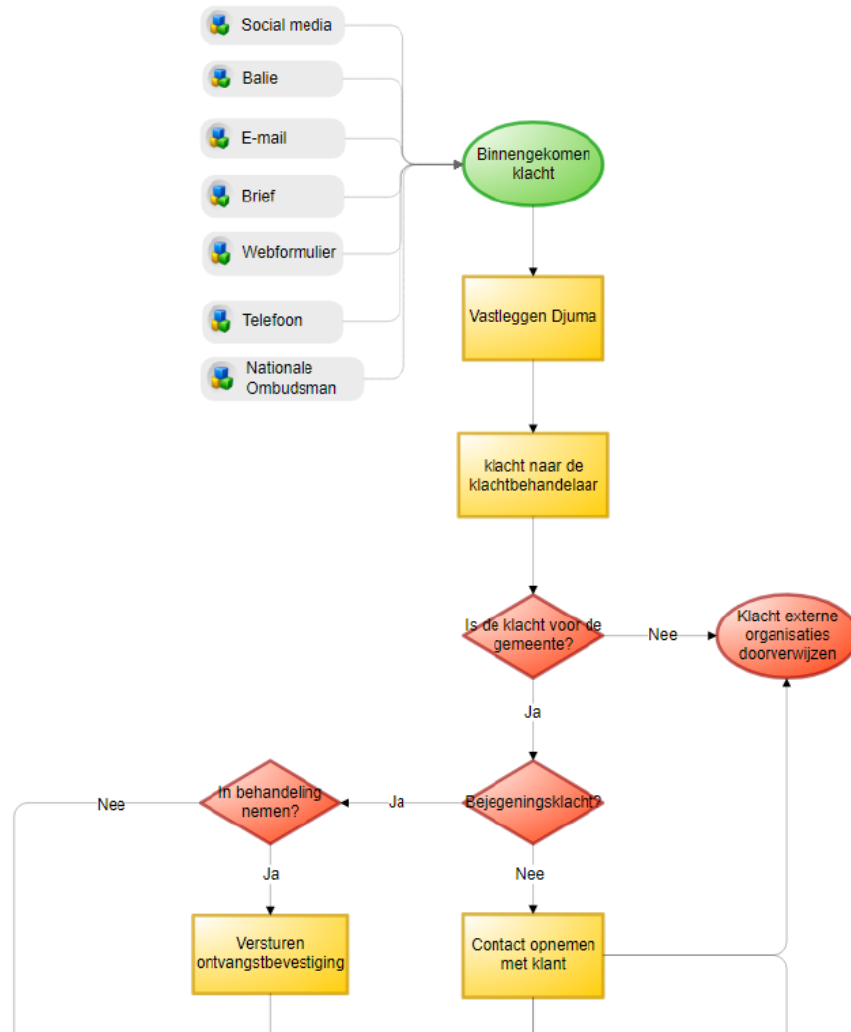 Social media
Balie
E-mail
Brief
Webformulier
Telefoon
Nationale
Ombudsman
Binnengekomen
klacht
Vastleggen Djuma
klacht naar de
klachtbehandelaar
Is de klacht voor de
gemeente?
Nee
Klacht externe
organisaties
doorverwijzen
Ja
Bejegeningsklacht?
Ja
In behandeling
nemen?
Nee
Ja
Nee
Versturen
ontvangstbevestiging
Contact opnemen
met klant